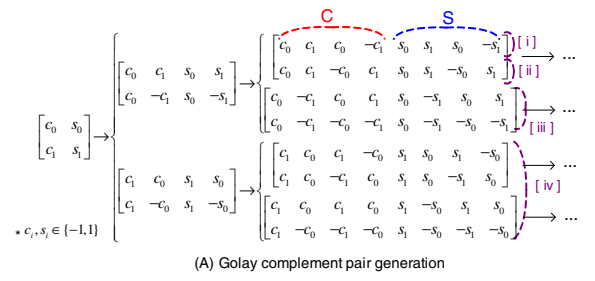 C S
c₀ c₁ c₀ −c₁ s₀ s₁ s₀ −s₁ [ i ]
c₀ c₁ −c₀ c₁ s₀ s₁ −s₀ s₁ [ ii ] → ...
c₀ c₁ s₀ s₁
c₀ −c₁ s₀ −s₁ →
c₀ −c₁ c₀ c₁ s₀ −s₁ s₀ s₁
c₀ −c₁ −c₀ −c₁ s₀ −s₁ −s₀ −s₁ [ iii ] → ...
c₀ s₀
c₁ s₁ →
c₁ c₀ c₁ −c₀ s₁ s₀ s₁ −s₀
c₁ c₀ −c₁ c₀ s₁ s₀ −s₁ s₀ → ...
c₁ c₀ s₁ s₀
c₁ −c₀ s₁ −s₀ → [ iv ]
c₁ −c₀ c₁ c₀ s₁ −s₀ s₁ s₀
c₁ −c₀ −c₁ −c₀ s₁ −s₀ −s₁ −s₀ → ...
⋆ cᵢ, sᵢ ∈ {−1,1}
(A) Golay complement pair generation